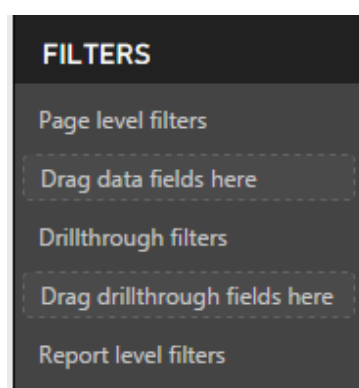 FILTERS
Page level filters
Drag data fields here
Drillthrough filters
Drag drillthrough fields here
Report level filters